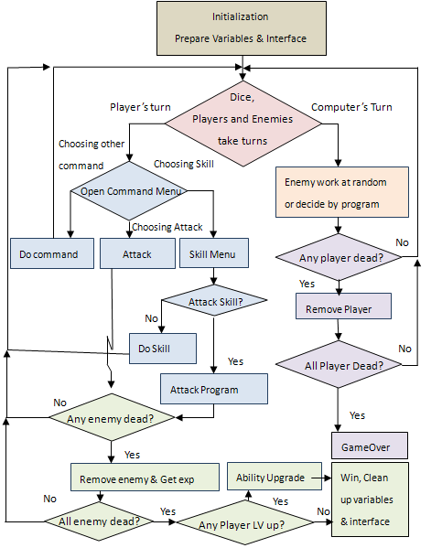 Initialization
Prepare Variables & Interface
Player's turn
Dice,
Players and Enemies
take turns
Computer's Turn
Choosing other
command
Choosing Skill
Open Command Menu
Enemy work at random
or decide by program
Choosing Attack
Do command
Attack
Skill Menu
Any player dead?
No
Yes
Attack Skill?
Remove Player
No
Do Skill
All Player Dead?
No
Yes
Attack Program
No
Any enemy dead?
Yes
GameOver
Yes
Remove enemy & Get exp
Ability Upgrade
Win, Clean
up variables
& interface
No
Yes
All enemy dead?
Yes
Any Player LV up?
No